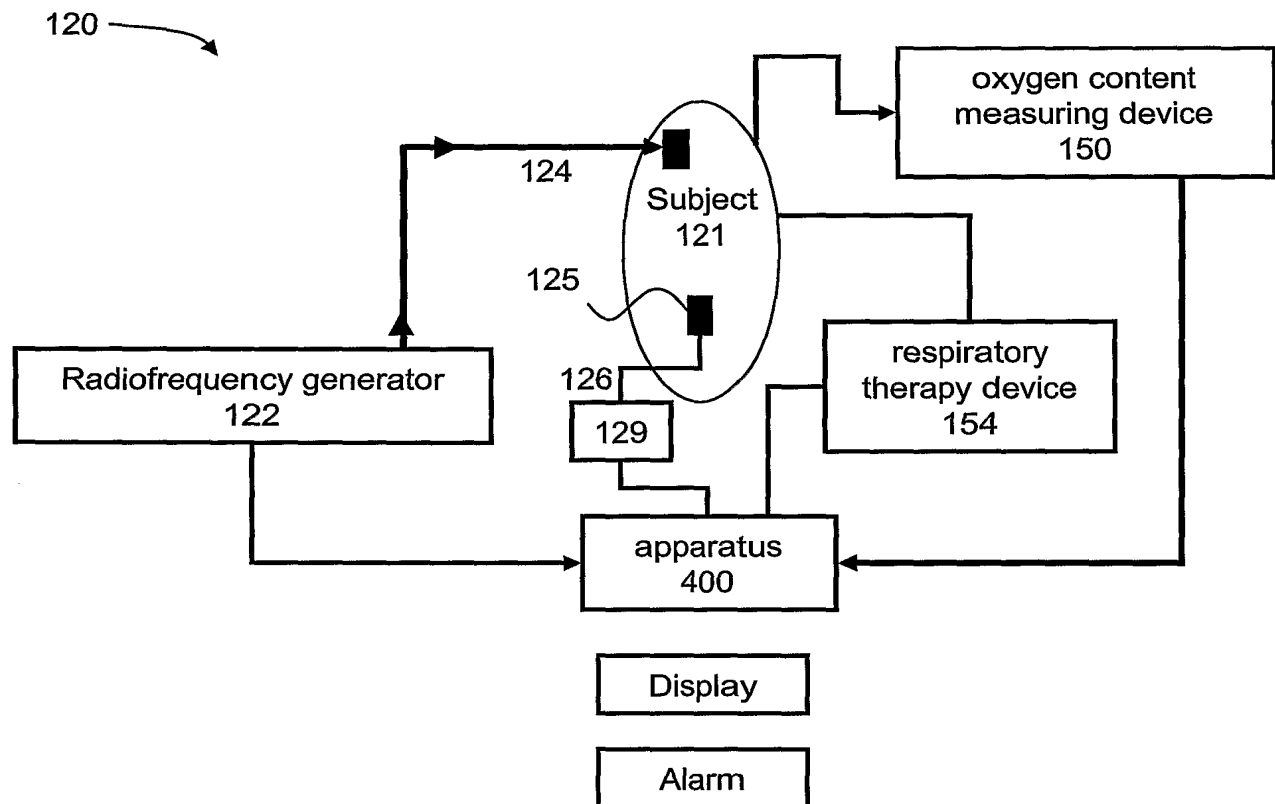 120
oxygen content
measuring device
150
124
Subject
121
125
Radiofrequency generator
122
126
129
respiratory
therapy device
154
apparatus
400
Display
Alarm